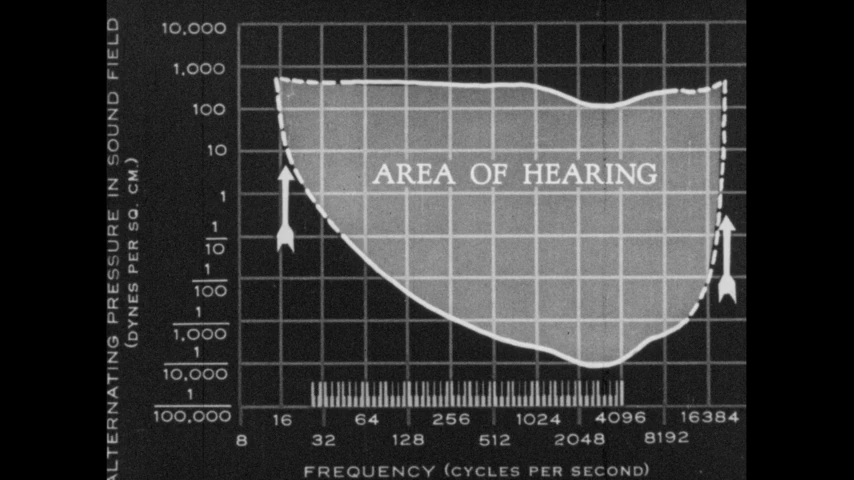 ALTERNATING PRESSURE IN SOUND FIELD
(DYNES PER SQ. CM.)
10,000
1,000
100
10
1
1/10
1/100
1/1,000
1/10,000
1/100,000
AREA OF HEARING
16 64 256 1024 4096 16384
8 32 128 512 2048 8192
FREQUENCY (CYCLES PER SECOND)